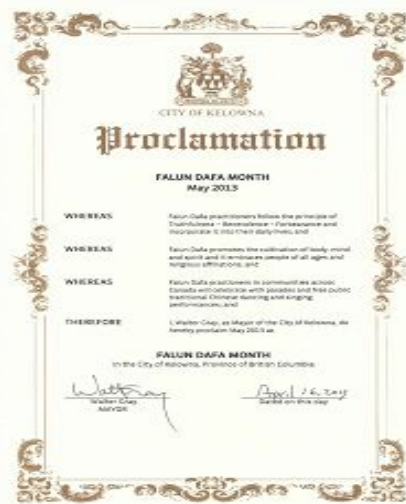 CITY OF KELOWNA
Proclamation
FALUN DAFA MONTH
May 2013
WHEREAS Falun Dafa practitioners follow the principle of
Truthfulness – Benevolence – Forbearance and
incorporate it into their daily lives; and
WHEREAS Falun Dafa promotes the cultivation of body, mind
and spirit and it embraces people of all ages and
religious affiliations; and
WHEREAS Falun Dafa practitioners in communities across
Canada will celebrate with parades and free public
traditional Chinese dancing and singing
performances; and
THEREFORE I, Walter Gray, as Mayor of the City of Kelowna, do
hereby proclaim May 2013 as
FALUN DAFA MONTH
in the City of Kelowna, Province of British Columbia.
Walter Gray
MAYOR
April 16, 2013
Dated on this day